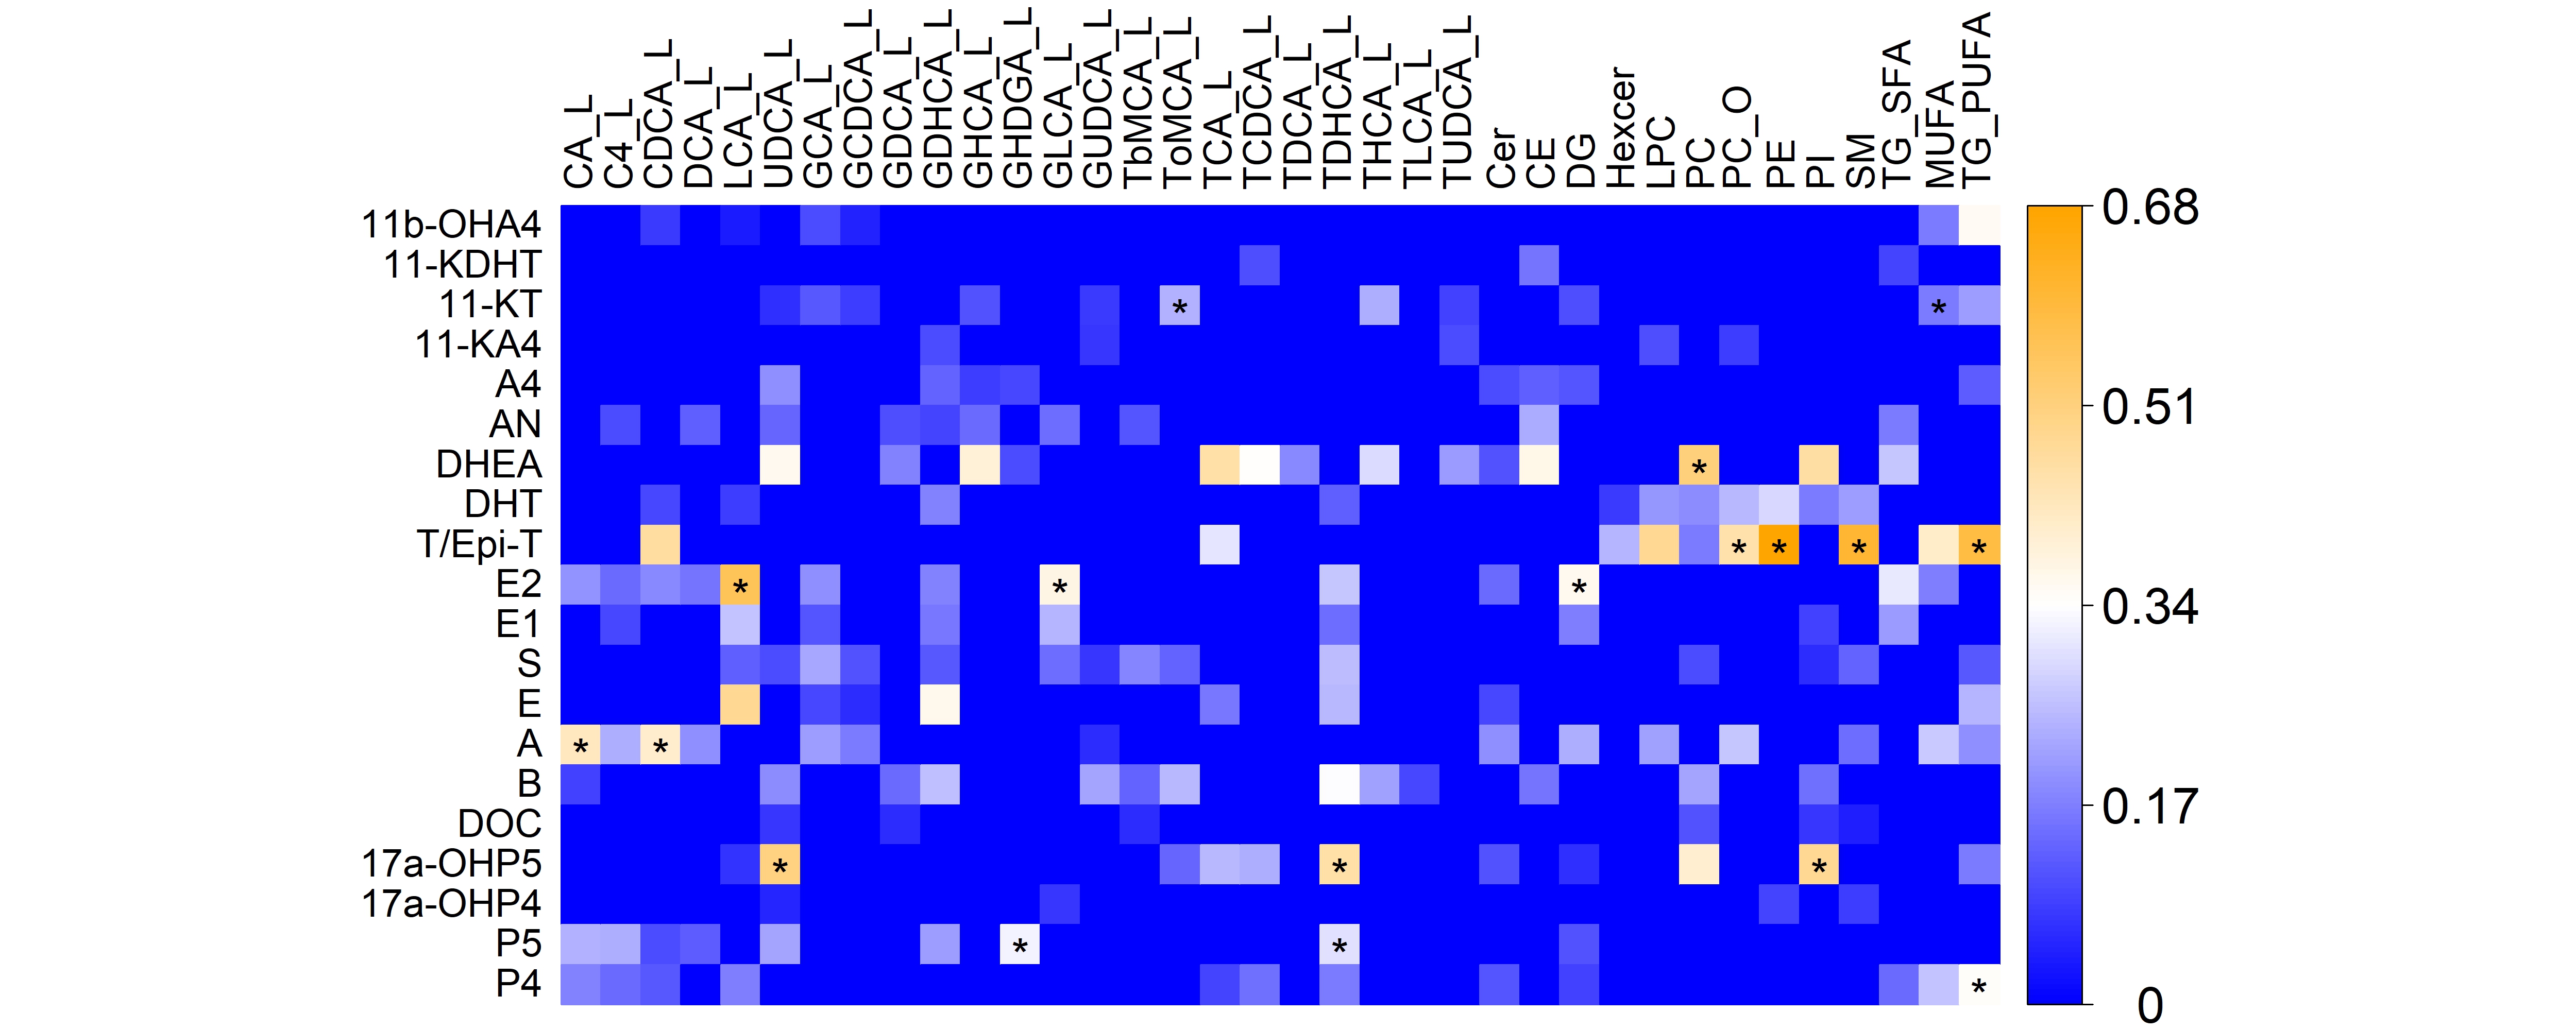 CA_L
C4_L
CDCA_L
DCA_L
LCA_L
UDCA_L
GCA_L
GCDCA_L
GDCA_L
GDHCA_L
GHCA_L
GHDGA_L
GLCA_L
GUDCA_L
TbMCA_L
ToMCA_L
TCA_L
TCDCA_L
TDCA_L
TDHCA_L
THCA_L
TLCA_L
TUDCA_L
Cer
CE
DG
Hexcer
LPC
PC
PC_O
PE
PI
SM
TG_SFA
MUFA
TG_PUFA
11b-OHA4
11-KDHT
11-KT
* *
11-KA4
A4
AN
DHEA
*
DHT
T/Epi-T
* * * *
E2
* * *
E1
S
E
A
* *
B
DOC
17a-OHP5
* * *
17a-OHP4
P5
* *
P4
*
0.68
0.51
0.34
0.17
0